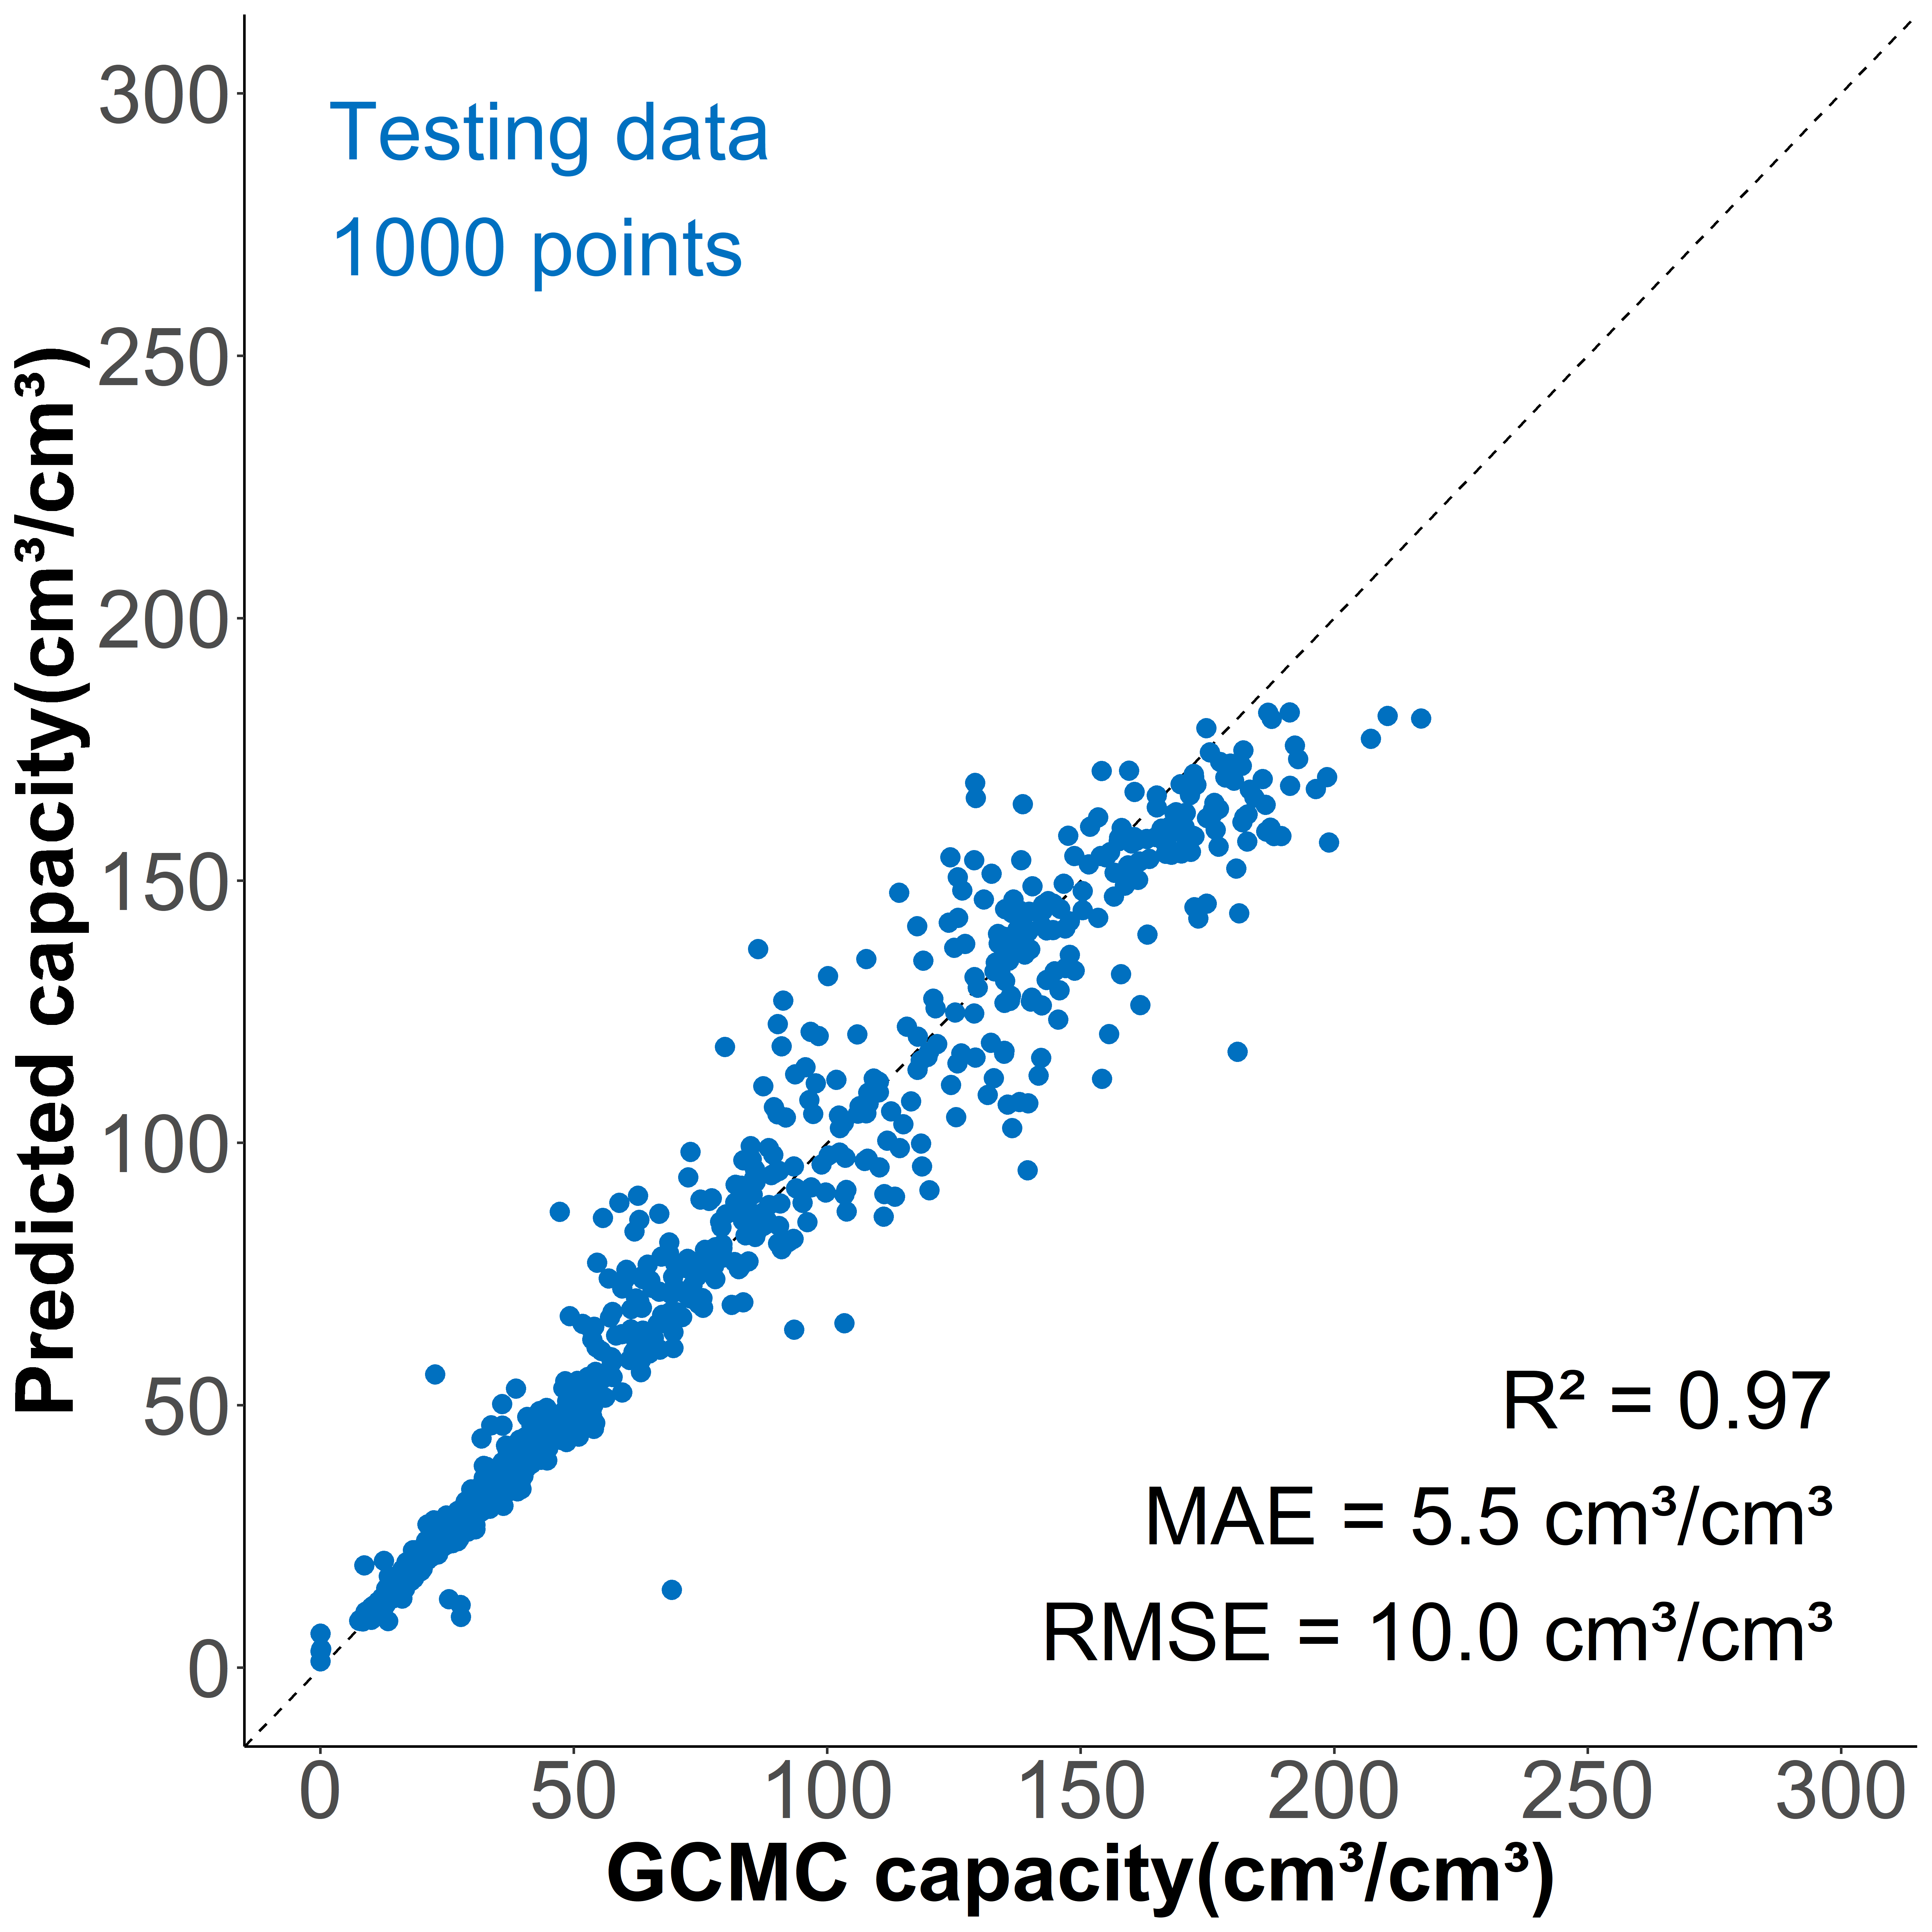 Predicted capacity(cm³/cm³)
300
250
200
150
100
50
0
Testing data
1000 points
R² = 0.97
MAE = 5.5 cm³/cm³
RMSE = 10.0 cm³/cm³
0 50 100 150 200 250 300
GCMC capacity(cm³/cm³)